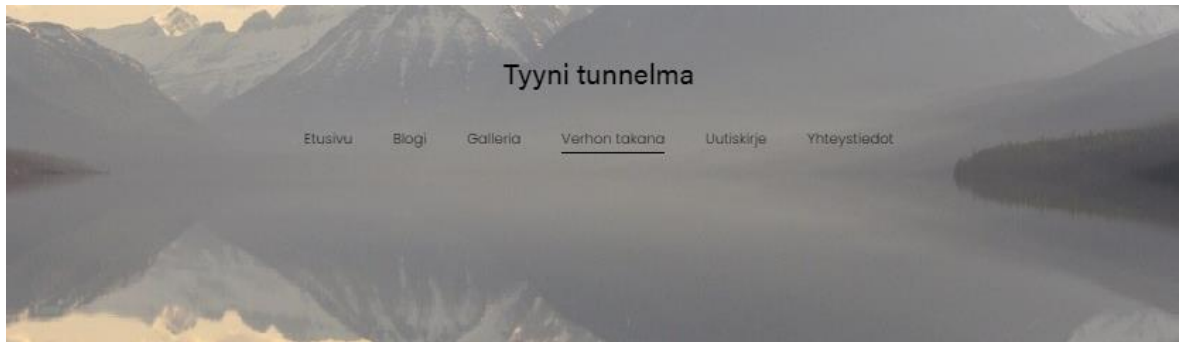 Tyyni tunnelma
Etusivu Blogi Galleria Verhon takana Uutiskirje Yhteystiedot